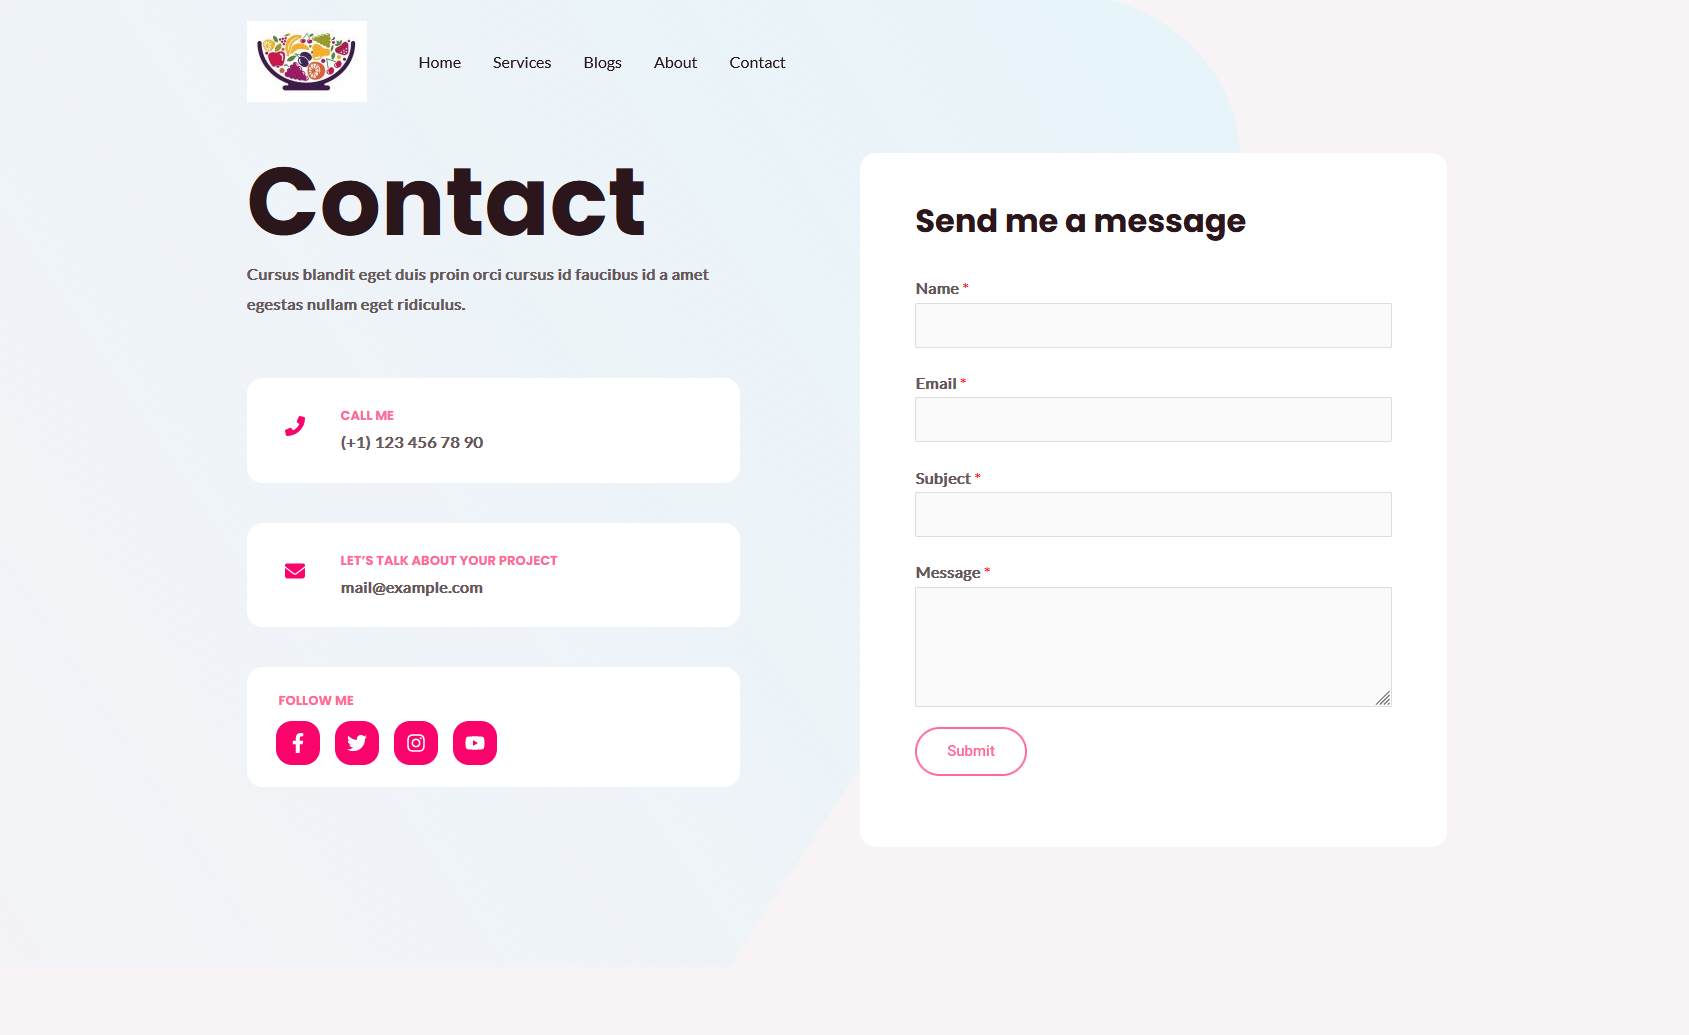 Home Services Blogs About Contact
Contact
Cursus blandit eget duis proin orci cursus id faucibus id a amet
egestas nullam eget ridiculus.
CALL ME
(+1) 123 456 78 90
LET'S TALK ABOUT YOUR PROJECT
mail@example.com
FOLLOW ME
Send me a message
Name *
Email *
Subject *
Message *
Submit